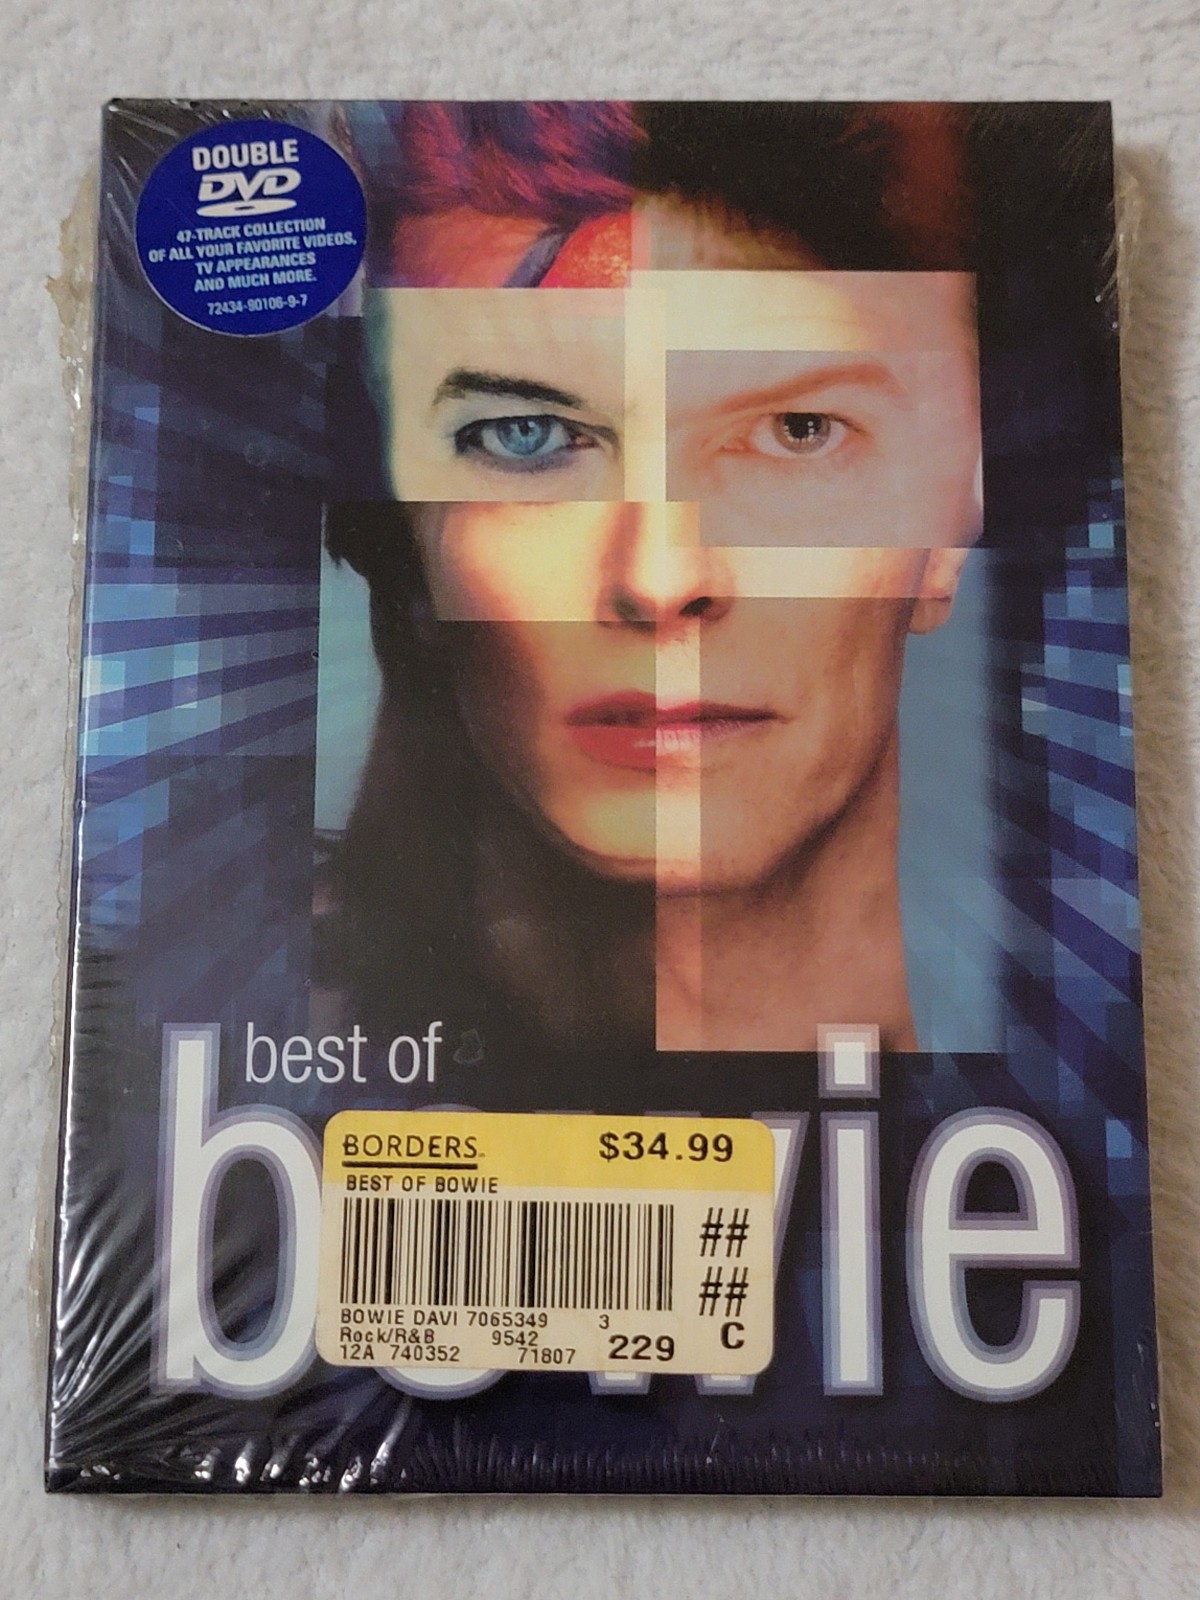 DOUBLE
DVD
47-TRACK COLLECTION
OF ALL YOUR FAVORITE VIDEOS,
TV APPEARANCES
AND MUCH MORE.
72434-90106-9-7
best of
bowie
BORDERS. $34.99
BEST OF BOWIE
##
##
BOWIE DAVI 7065349 3
Rock/R&B 9542 229 C
12A 740352 71807